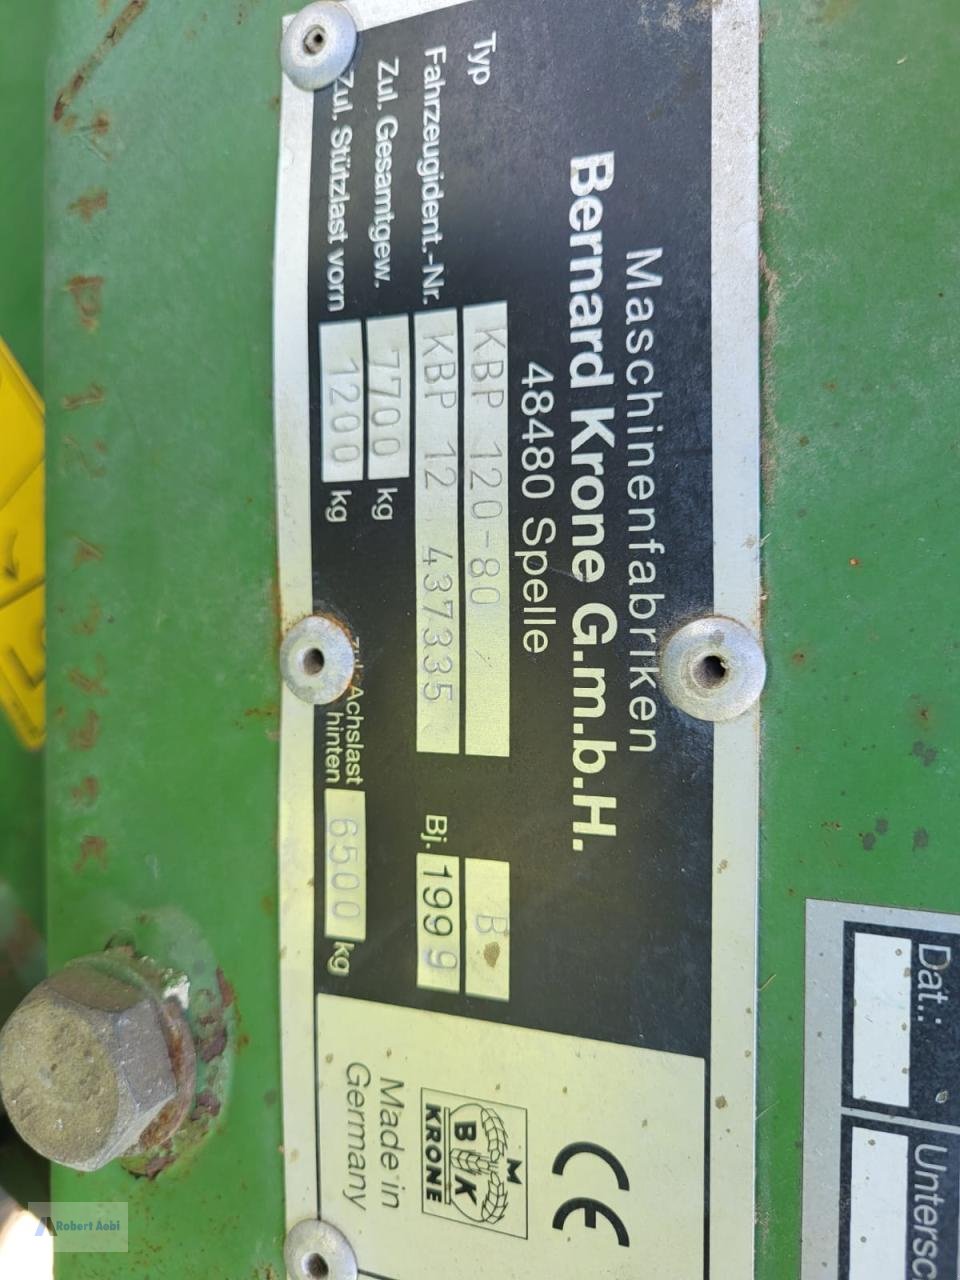 Maschinenfabriken
Bernard Krone G.m.b.H.
48480 Spelle
Typ KBP 120-80 B
Fahrzeugident.-Nr. KBP 12 437335 Bj. 1999
Zul. Gesamtgew. 7700 kg
Zul. Stützlast vorn 1200 kg
Zul. Achslast
hinten 6500 kg
CE
M
B K
KRONE
Made in
Germany
Dat.:
Robert Aebi